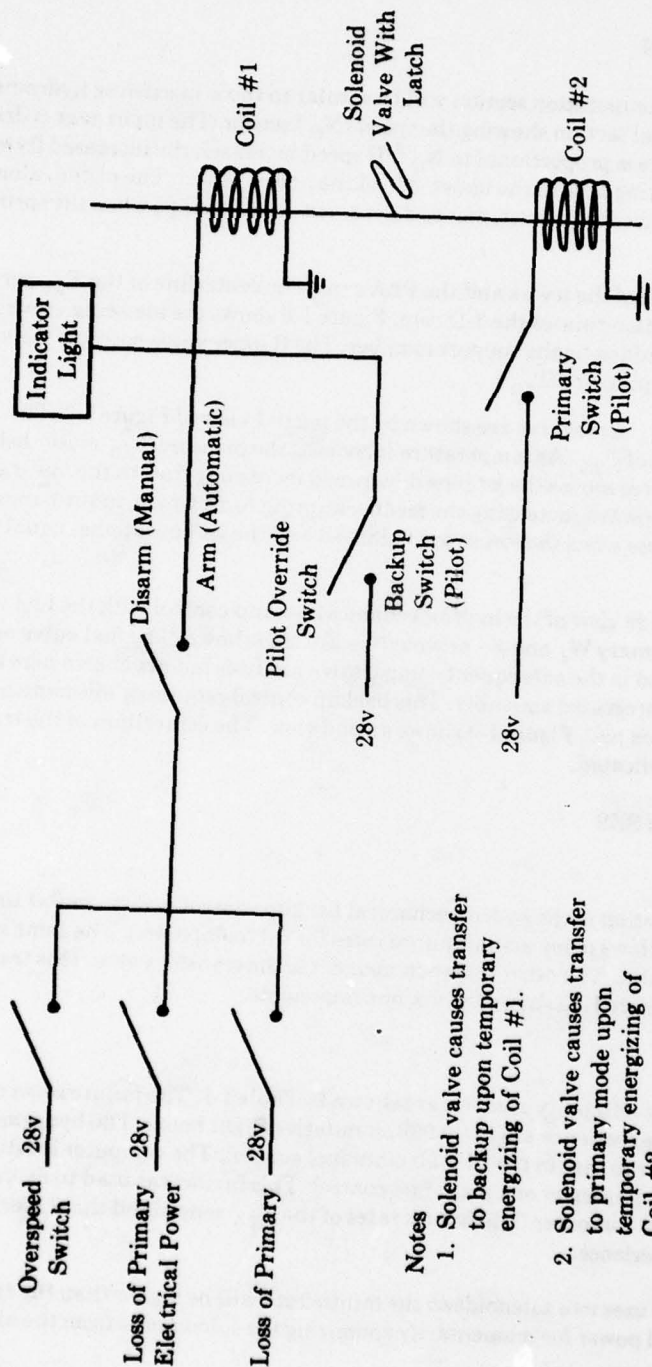 Indicator
Light
Coil #1
Solenoid
Valve With
Latch
Coil #2
Disarm (Manual)
Arm (Automatic)
Pilot Override
Switch
28v
Backup
Switch
(Pilot)
28v
Primary
Switch
(Pilot)
Overspeed
Switch
28v
Loss of Primary
Electrical Power
28v
Loss of Primary
28v
Notes
1. Solenoid valve causes transfer
to backup upon temporary
energizing of Coil #1
2. Solenoid valve causes transfer
to primary mode upon
temporary energizing of
Coil #2